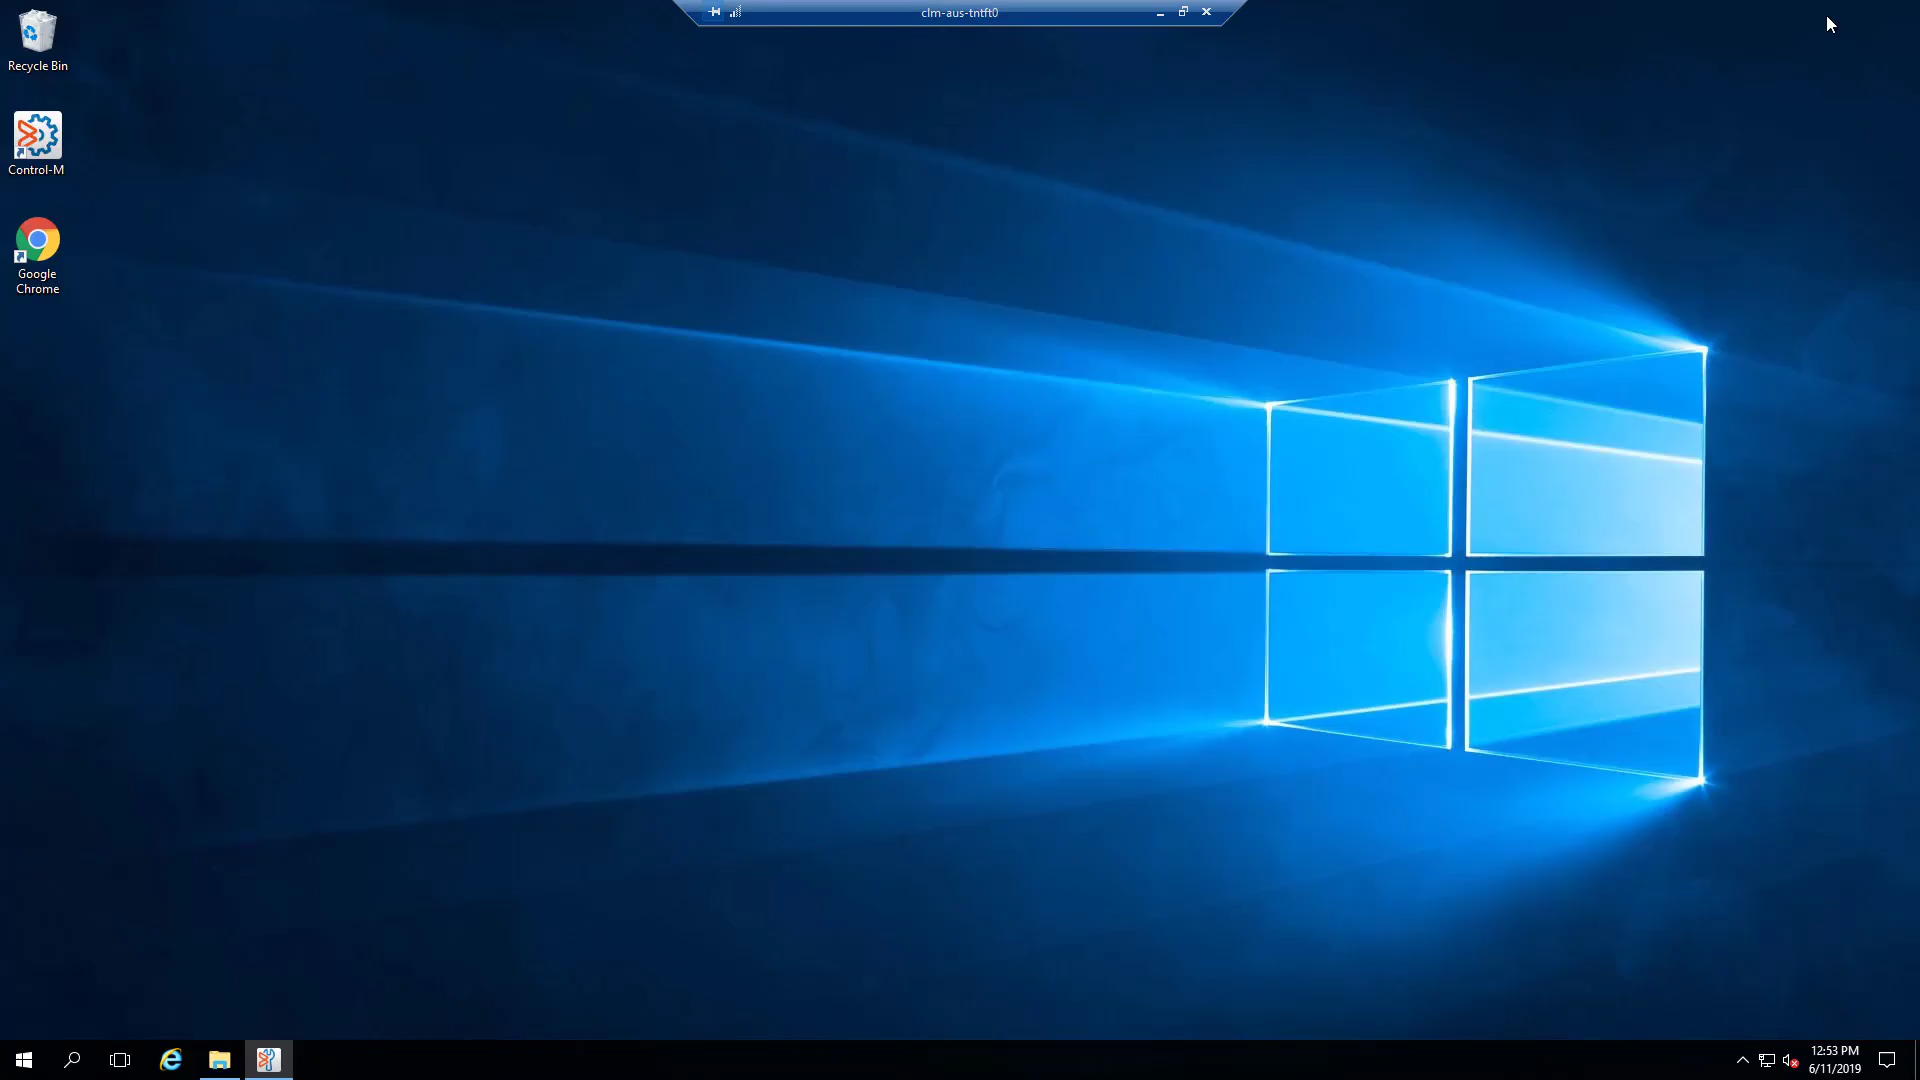 clm-aus-tntft0
Recycle Bin
Control-M
Google
Chrome
12:53 PM
6/11/2019